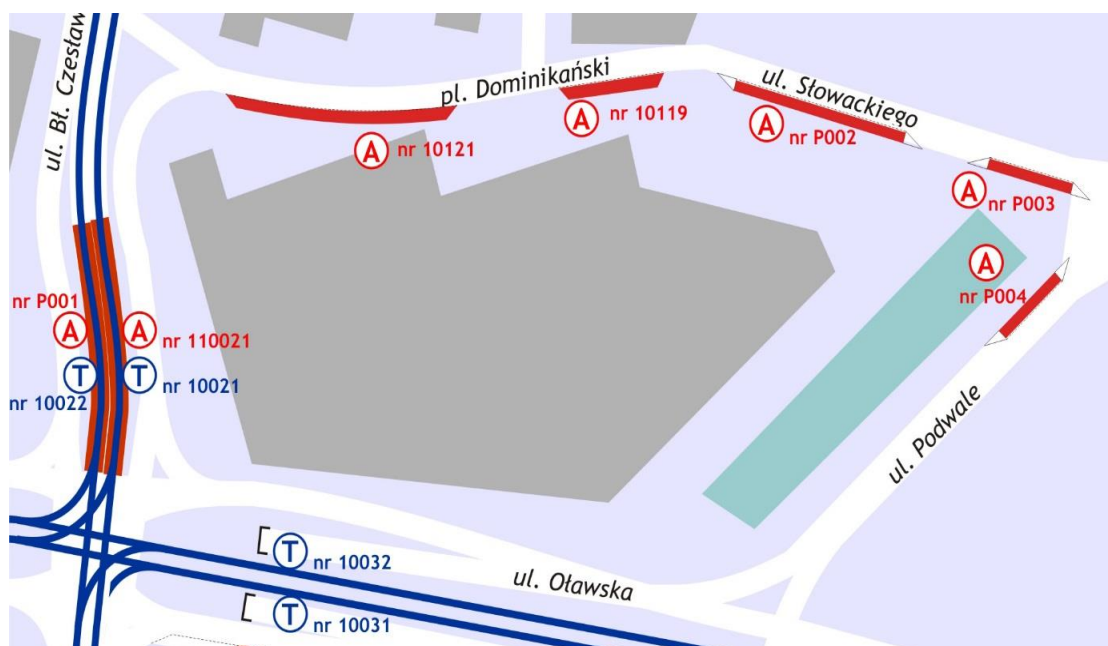 ul. Bł. Czesław
pl. Dominikański
ul. Słowackiego
A nr 10121
A nr 10119
A nr P002
A nr P003
A nr P004
nr P001 A
A nr 110021
T nr 10022
T nr 10021
ul. Podwale
T nr 10032
ul. Oławska
T nr 10031